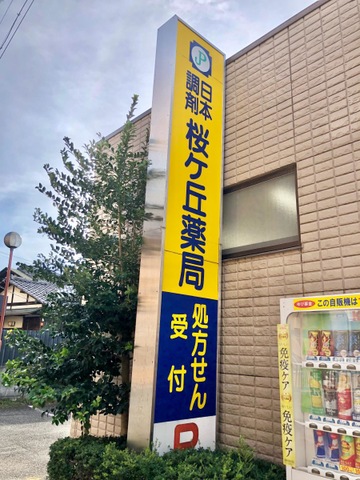 日本
調剤
桜ケ丘薬局
処方せん
受付
P
この自販機は
免疫ケア
免疫ケア